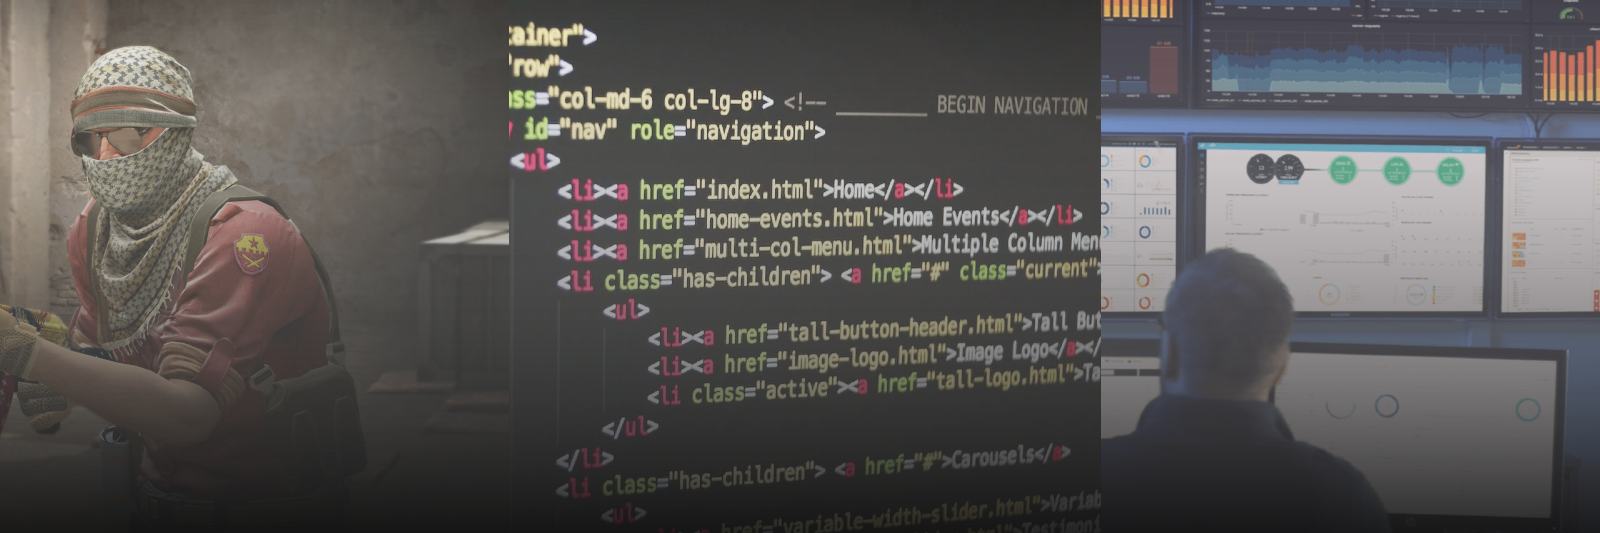 tainer">
"row">
ass="col-md-6 col-lg-8"> <!-- __________ BEGIN NAVIGATION
id="nav" role="navigation">
<ul>
<li><a href="index.html">Home</a></li>
<li><a href="home-events.html">Home Events</a></li>
<li><a href="multi-col-menu.html">Multiple Column Men
<li class="has-children"> <a href="#" class="current">
<ul>
<li><a href="tall-button-header.html">Tall But
<li><a href="image-logo.html">Image Logo</a></
<li class="active"><a href="tall-logo.html">Ta
</ul>
</li>
<li class="has-children"> <a href="#">Carousels</a>
<ul>
<li><a href="variable-width-slider.html">Variab
Testimoni